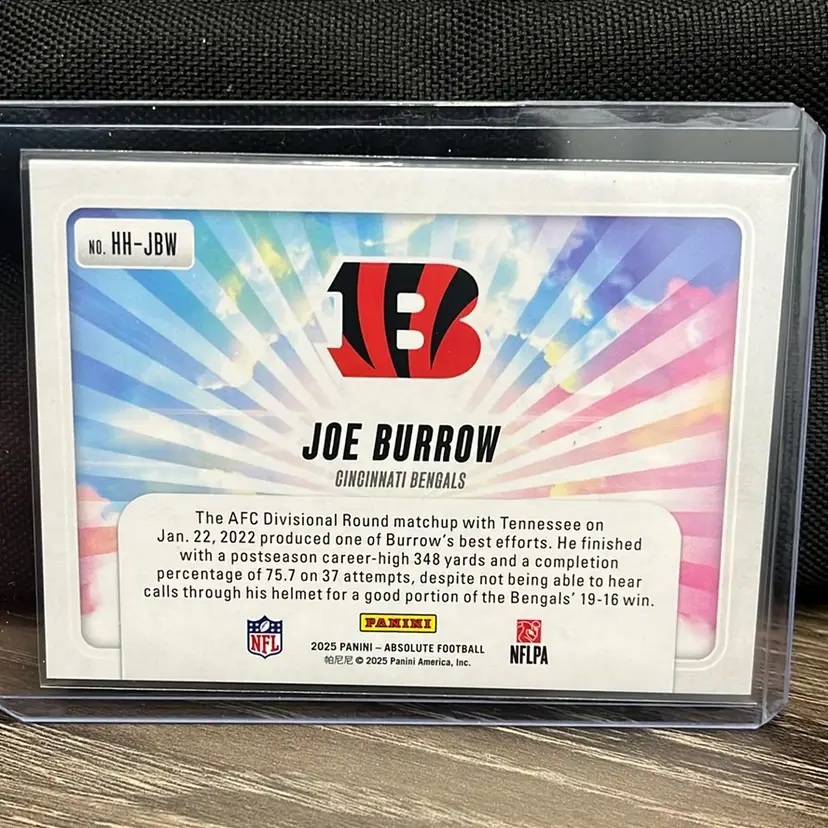 NO. HH-JBW
B
JOE BURROW
CINCINNATI BENGALS
The AFC Divisional Round matchup with Tennessee on
Jan. 22, 2022 produced one of Burrow's best efforts. He finished
with a postseason career-high 348 yards and a completion
percentage of 75.7 on 37 attempts, despite not being able to hear
calls through his helmet for a good portion of the Bengals' 19-16 win.
NFL
PANINI
2025 PANINI – ABSOLUTE FOOTBALL
帕尼尼 © 2025 Panini America, Inc.
NFLPA